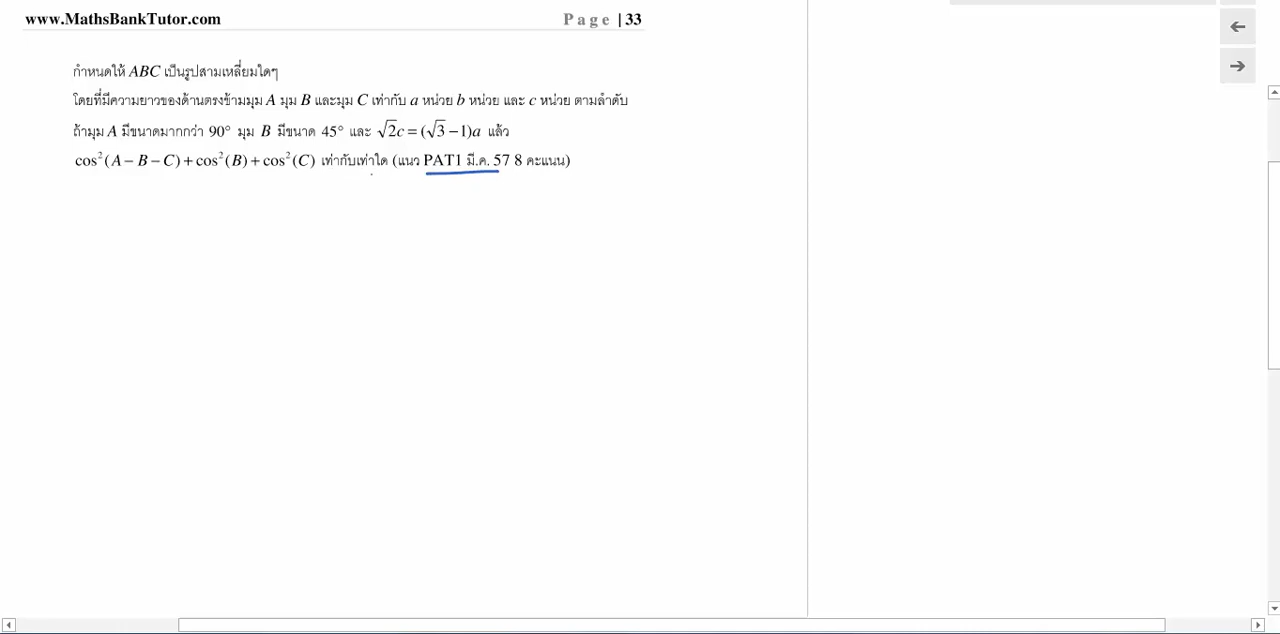 www.MathsBankTutor.com Page |33
กำหนดให้ ABC เป็นรูปสามเหลี่ยมใดๆ
โดยที่มีความยาวของด้านตรงข้ามมุม A มุม B และมุม C เท่ากับ a หน่วย b หน่วย และ c หน่วย ตามลำดับ
ถ้ามุม A มีขนาดมากกว่า 90° มุม B มีขนาด 45° และ √2c = (√3 − 1)a แล้ว
cos²(A − B − C) + cos²(B) + cos²(C) เท่ากับเท่าใด (แนว PAT1 มี.ค. 57 8 คะแนน)